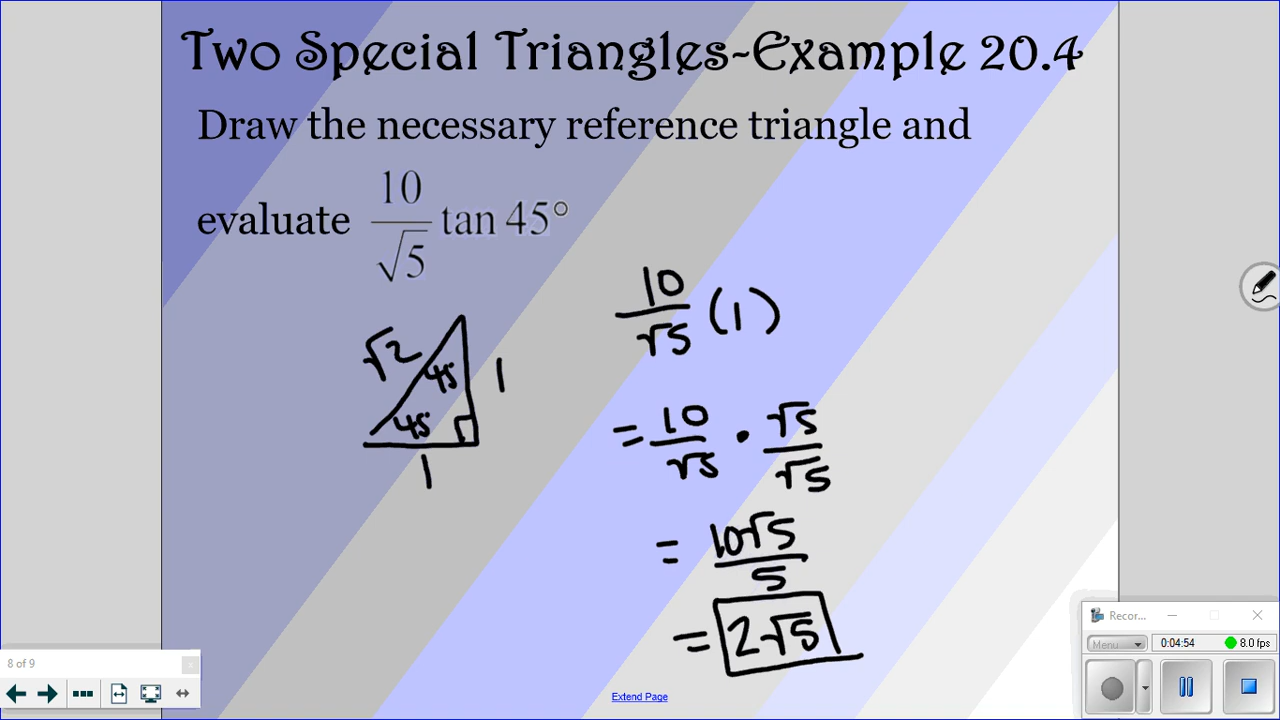 Two Special Triangles-Example 20.4
Draw the necessary reference triangle and
evaluate 10/√5 tan 45°
10/√5 (1)
√2
45
1
45
1
= 10/√5 · √5/√5
= 10√5/5
= 2√5
Recor...
Menu
0:04:54
8.0 fps
8 of 9
x
Extend Page